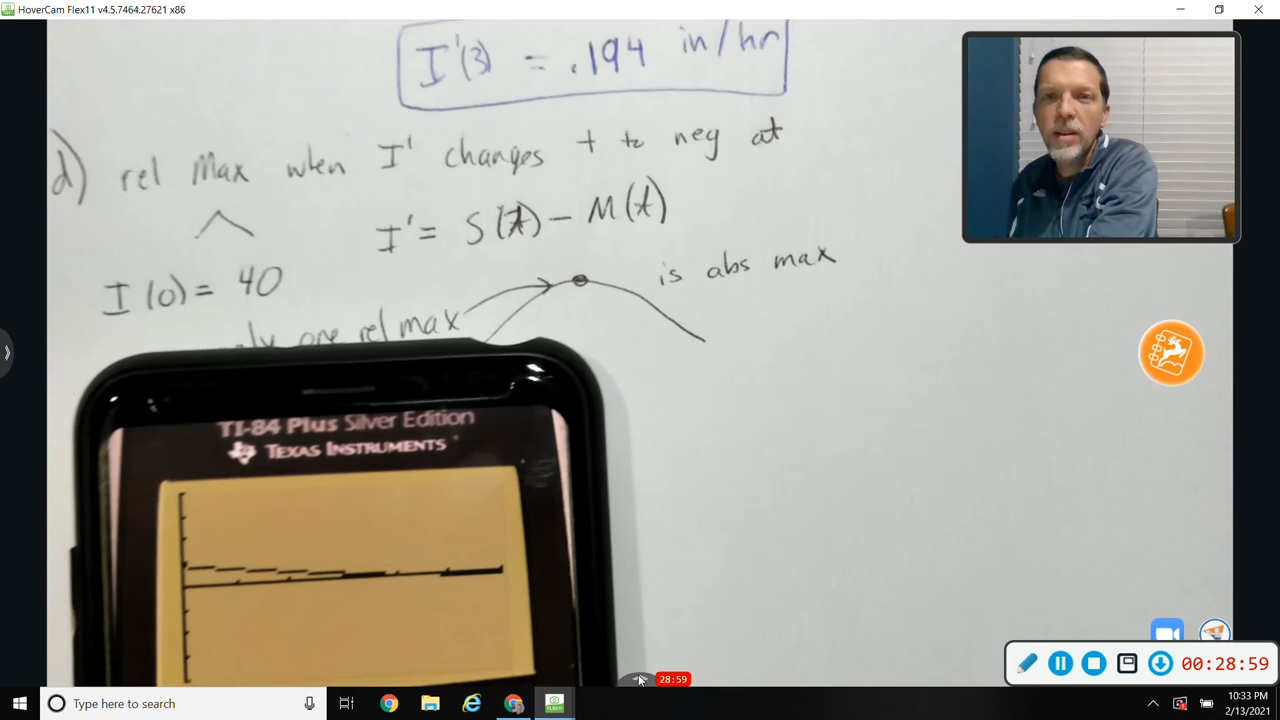 HoverCam Flex11 v4.5.7464.27621 x86
I'(3) = .194 in/hr
d) rel Max when I' changes + to neg at
I' = S(t) - M(t)
I(0) = 40
is abs max
one rel max
TI-84 Plus Silver Edition
TEXAS INSTRUMENTS
00:28:59
28:59
Type here to search
FLEX11
10:33 PM
2/13/2021